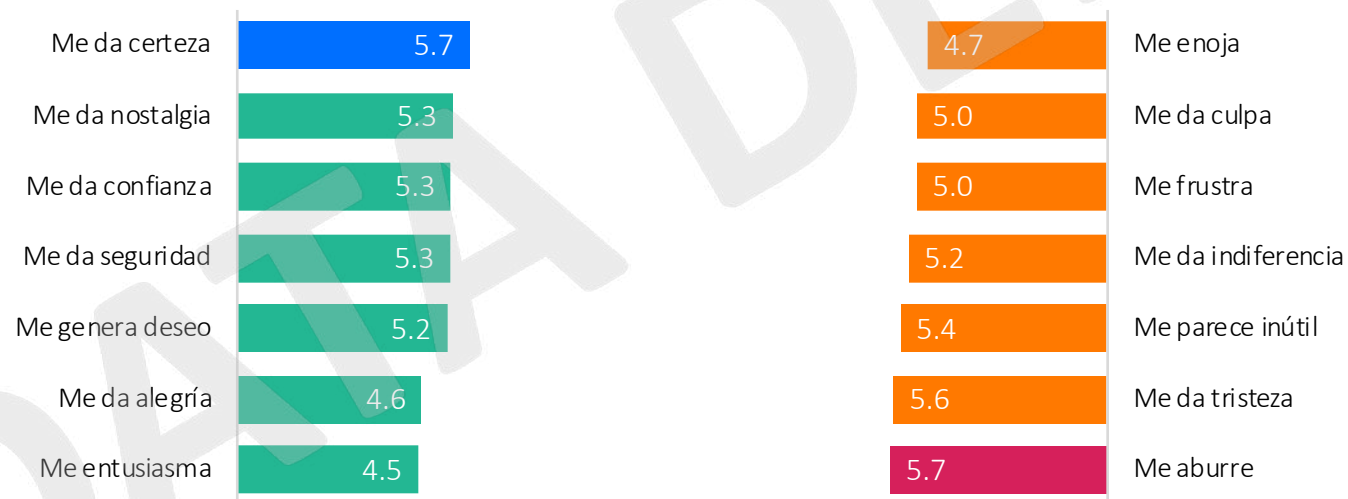 Me da certeza 5.7
Me da nostalgia 5.3
Me da confianza 5.3
Me da seguridad 5.3
Me genera deseo 5.2
Me da alegría 4.6
Me entusiasma 4.5
4.7 Me enoja
5.0 Me da culpa
5.0 Me frustra
5.2 Me da indiferencia
5.4 Me parece inútil
5.6 Me da tristeza
5.7 Me aburre
DATA DE